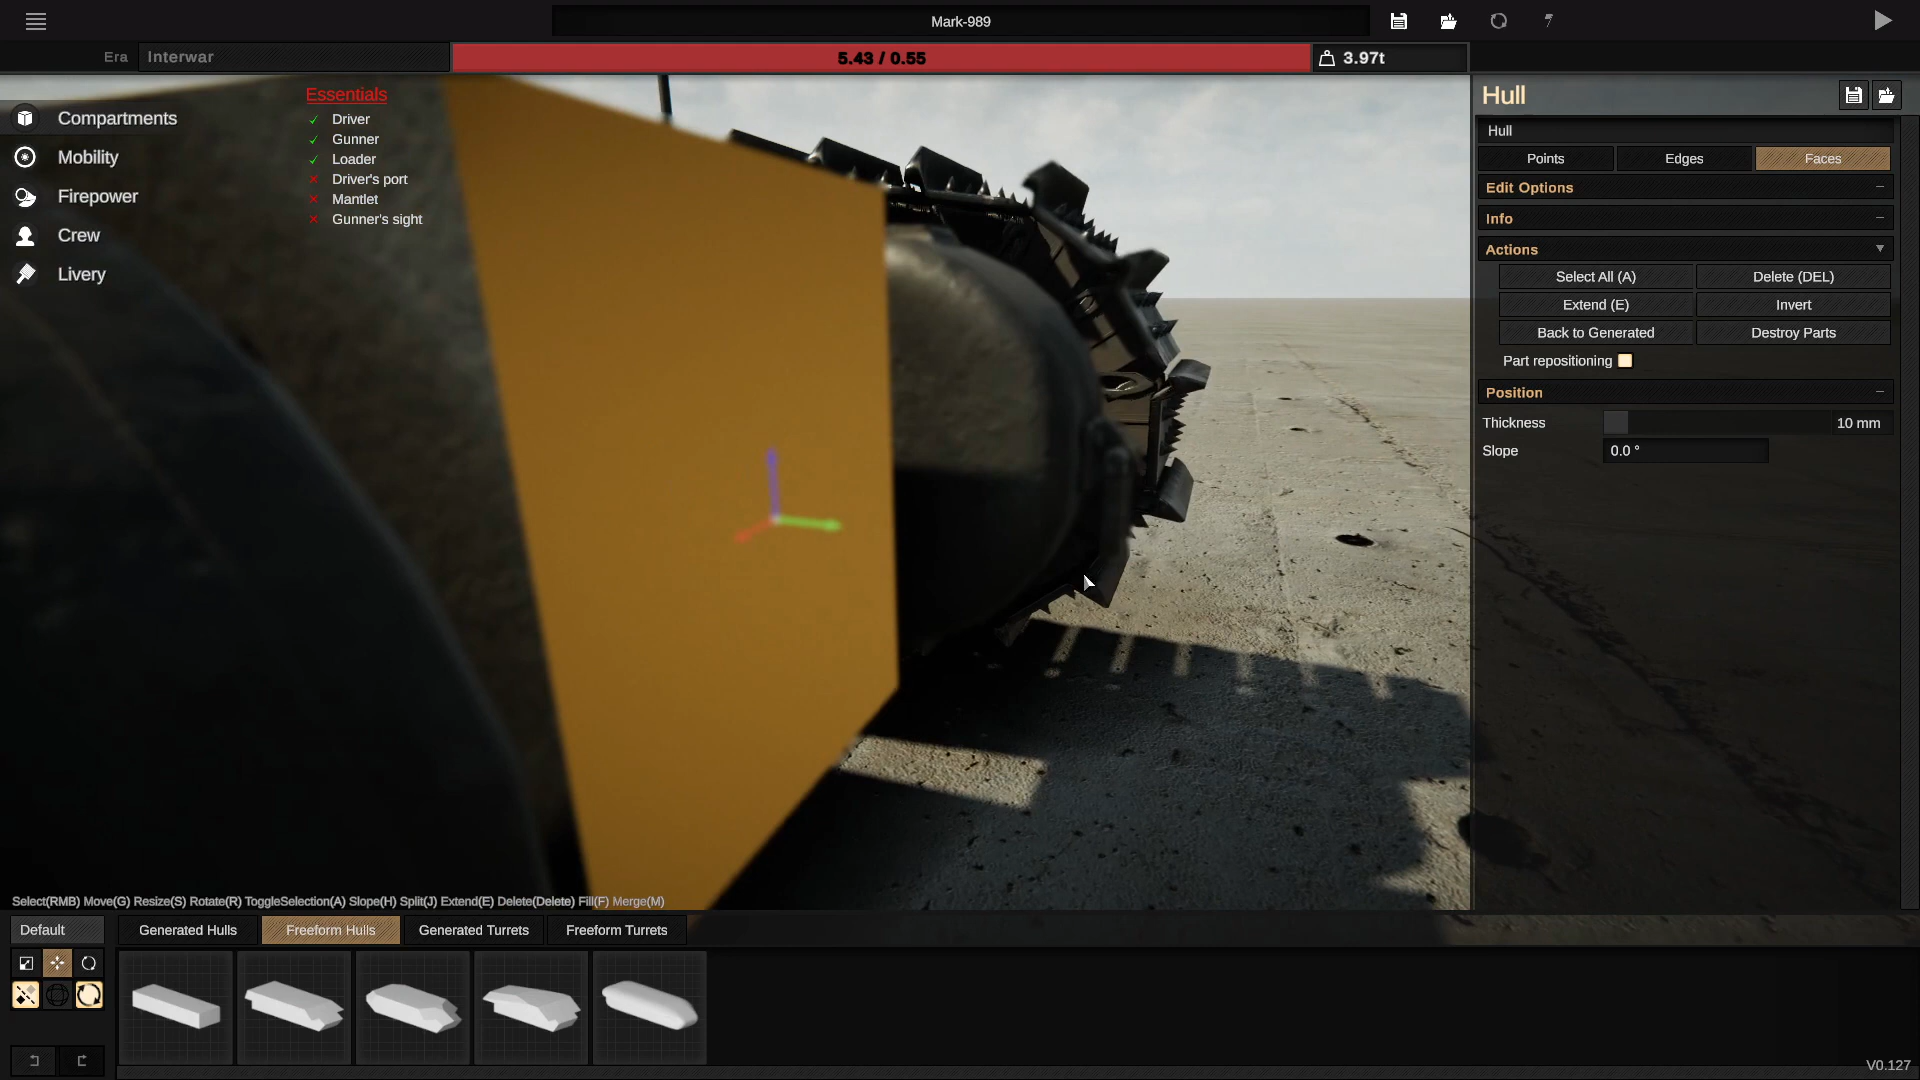 Mark-989
Era
Interwar
5.43 / 0.55
3.97t
Compartments
Mobility
Firepower
Crew
Livery
Essentials
Driver
Gunner
Loader
Driver's port
Mantlet
Gunner's sight
Hull
Hull
Points
Edges
Faces
Edit Options
Info
Actions
Select All (A)
Delete (DEL)
Extend (E)
Invert
Back to Generated
Destroy Parts
Part repositioning
Position
Thickness
10 mm
Slope
0.0 °
Select(RMB) Move(G) Resize(S) Rotate(R) ToggleSelection(A) Slope(H) Split(J) Extend(E) Delete(Delete) Fill(F) Merge(M)
Default
Generated Hulls
Freeform Hulls
Generated Turrets
Freeform Turrets
V0.127